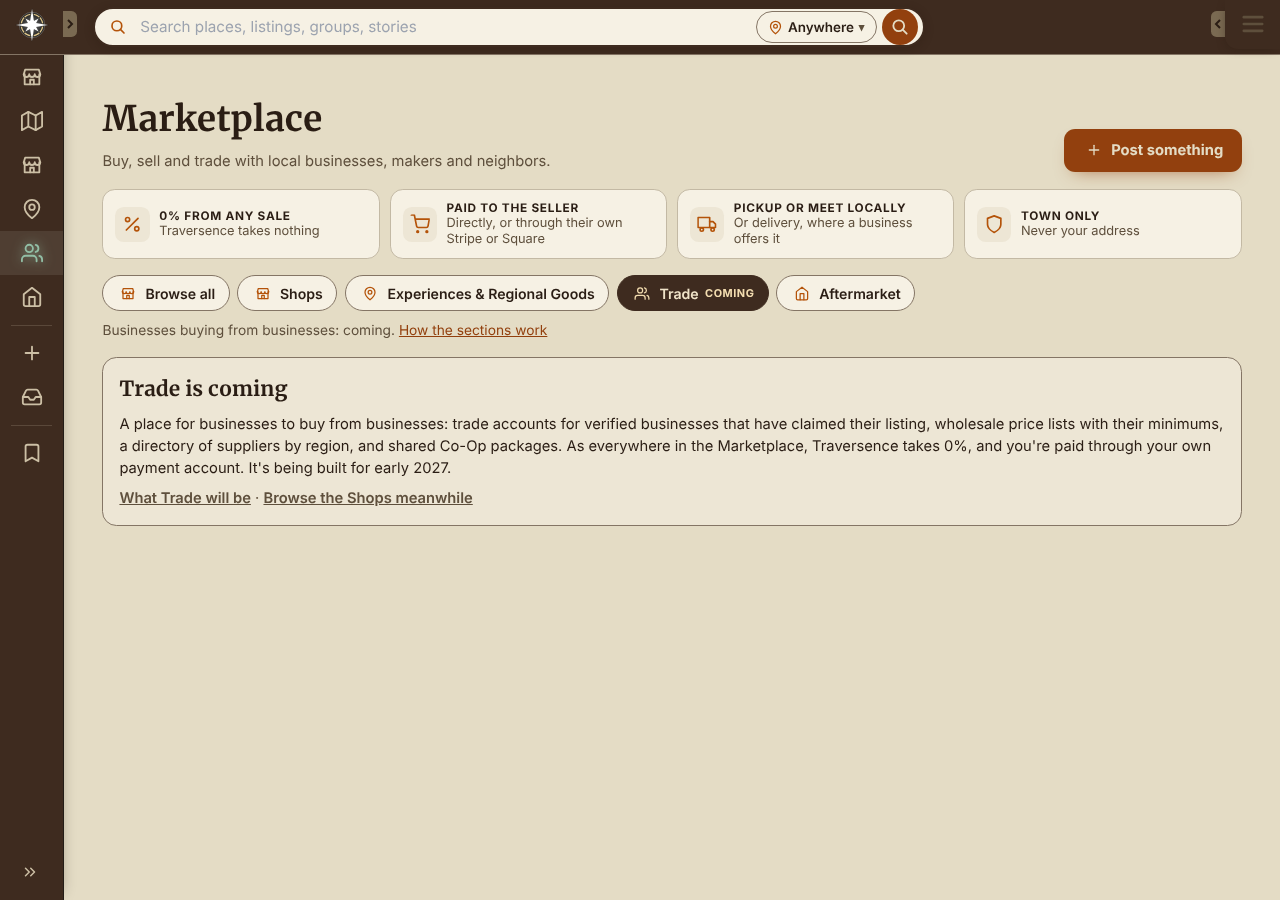 Search places, listings, groups, stories
Anywhere ▾
Marketplace
Buy, sell and trade with local businesses, makers and neighbors.
+ Post something
0% FROM ANY SALE
Traversence takes nothing
PAID TO THE SELLER
Directly, or through their own
Stripe or Square
PICKUP OR MEET LOCALLY
Or delivery, where a business
offers it
TOWN ONLY
Never your address
Browse all
Shops
Experiences & Regional Goods
Trade COMING
Aftermarket
Businesses buying from businesses: coming. How the sections work
Trade is coming
A place for businesses to buy from businesses: trade accounts for verified businesses that have claimed their listing, wholesale price lists with their minimums,
a directory of suppliers by region, and shared Co-Op packages. As everywhere in the Marketplace, Traversence takes 0%, and you're paid through your own
payment account. It's being built for early 2027.
What Trade will be · Browse the Shops meanwhile